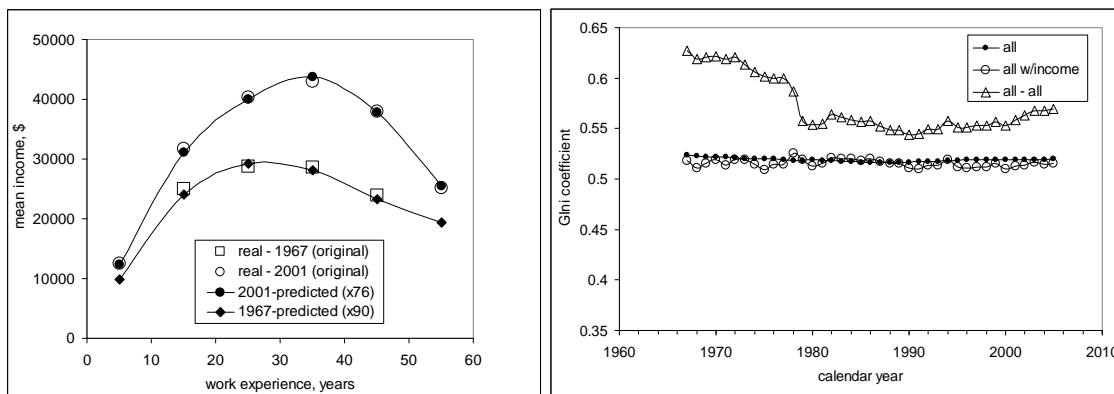 50000
40000
30000
20000
10000
0
mean income, $
0 10 20 30 40 50 60
work experience, years
real - 1967 (original)
real - 2001 (original)
2001-predicted (x76)
1967-predicted (x90)
0.65
0.6
0.55
0.5
0.45
0.4
0.35
GIni coefficient
1960 1970 1980 1990 2000 2010
calendar year
all
all w/income
all - all